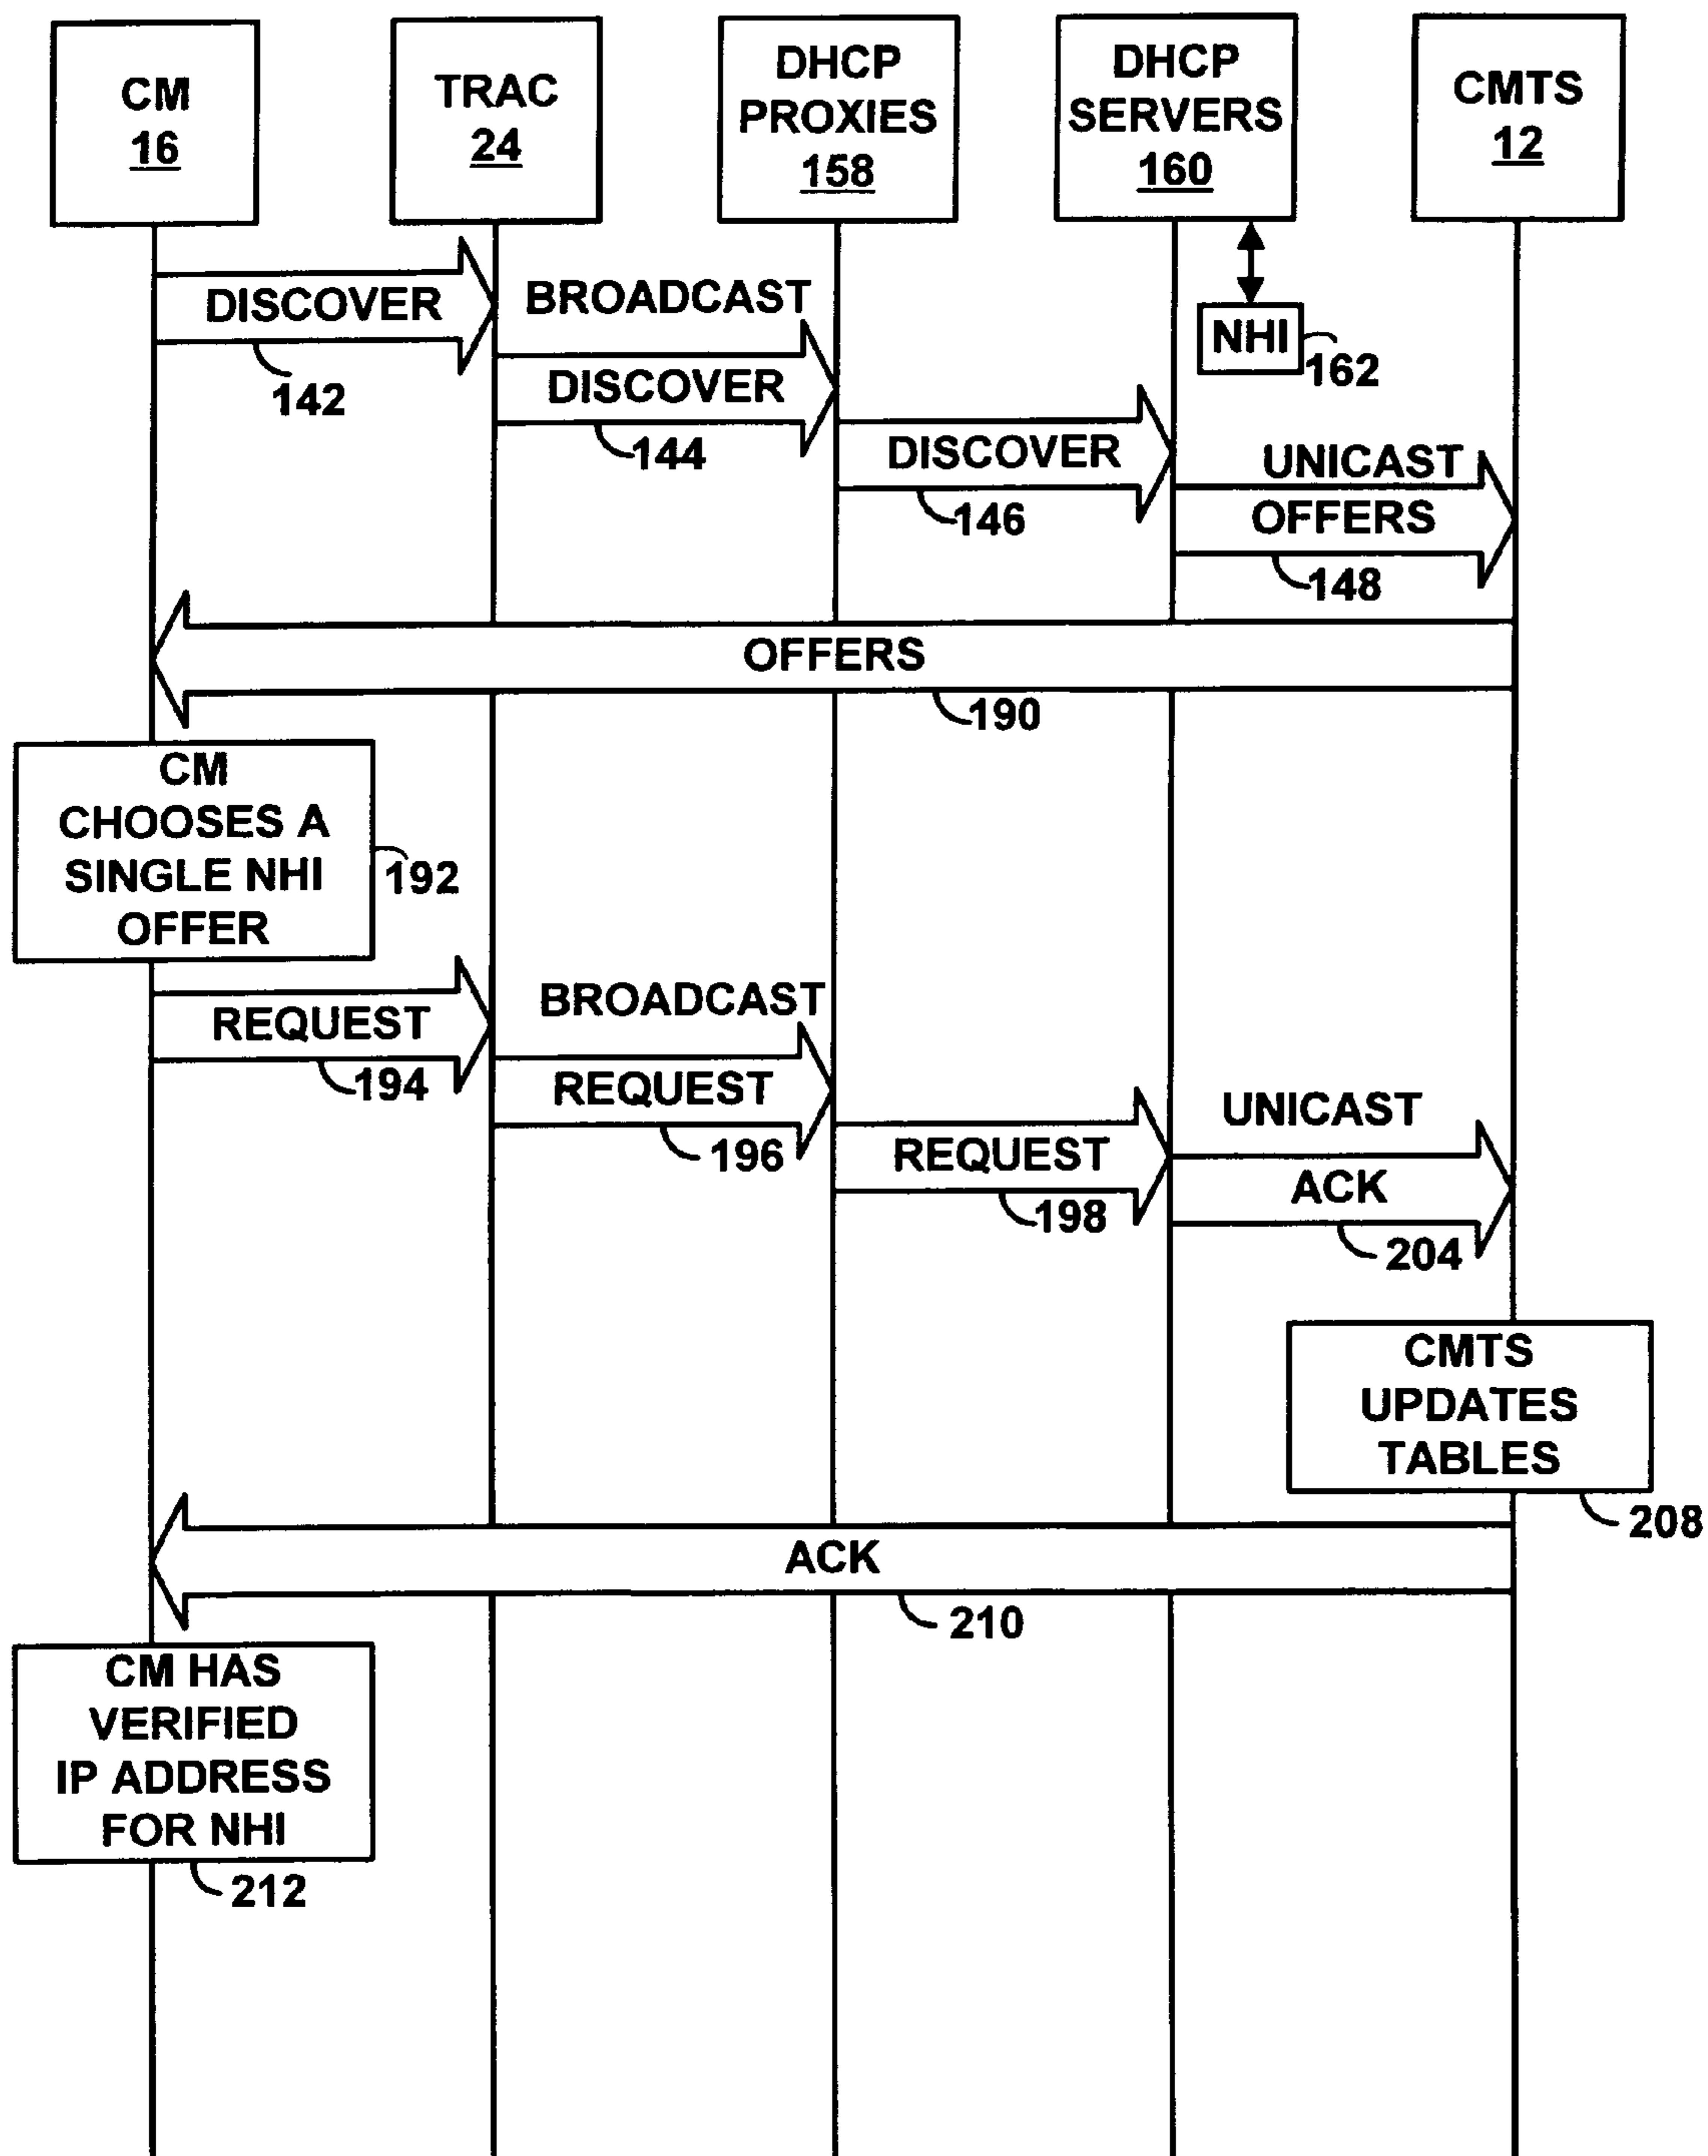 CM
16
TRAC
24
DHCP
PROXIES
158
DHCP
SERVERS
160
CMTS
12
DISCOVER
142
BROADCAST
DISCOVER
144
NHI
162
DISCOVER
146
UNICAST
OFFERS
148
OFFERS
190
CM
CHOOSES A
SINGLE NHI
OFFER
192
REQUEST
194
BROADCAST
REQUEST
196
REQUEST
198
UNICAST
ACK
204
CMTS
UPDATES
TABLES
208
ACK
210
CM HAS
VERIFIED
IP ADDRESS
FOR NHI
212